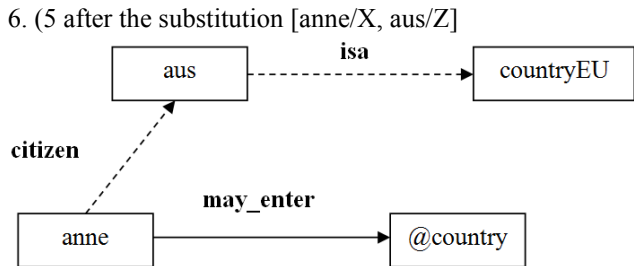 6. (5 after the substitution [anne/X, aus/Z]
isa
aus
countryEU
citizen
may_enter
anne
@country